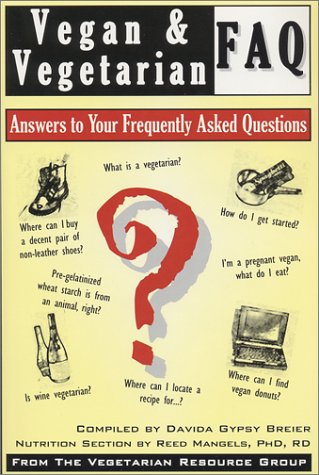 Vegan &
Vegetarian
FAQ
Answers to Your Frequently Asked Questions
What is a vegetarian?
Where can I buy
a decent pair of
non-leather shoes?
How do I get started?
Pre-gelatinized
wheat starch is from
an animal, right?
I'm a pregnant vegan,
what do I eat?
Is wine vegetarian?
Where can I locate a
recipe for...?
Where can I find
vegan donuts?
Compiled by Davida Gypsy Breier
Nutrition Section by Reed Mangels, PhD, RD
From The Vegetarian Resource Group